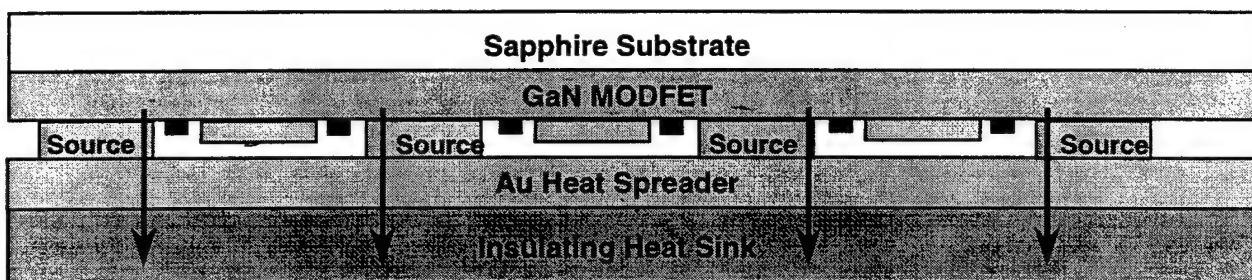 Sapphire Substrate
GaN MODFET
Source Source Source Source
Au Heat Spreader
Insulating Heat Sink